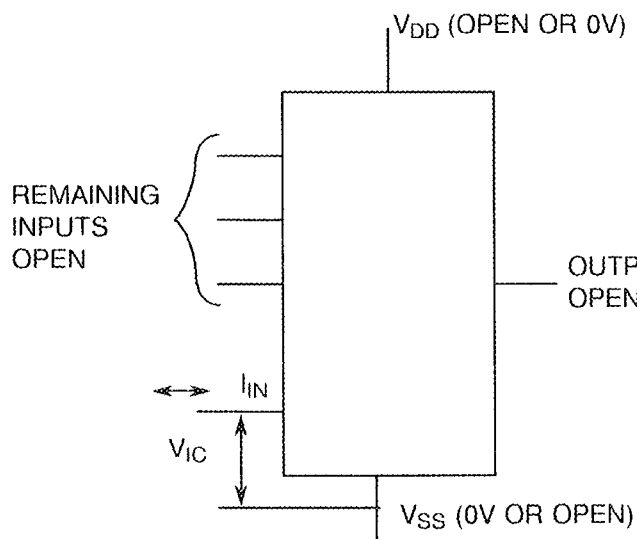 V_DD (OPEN OR 0V)
REMAINING
INPUTS
OPEN
OUTP
OPEN
I_IN
V_IC
V_SS (0V OR OPEN)